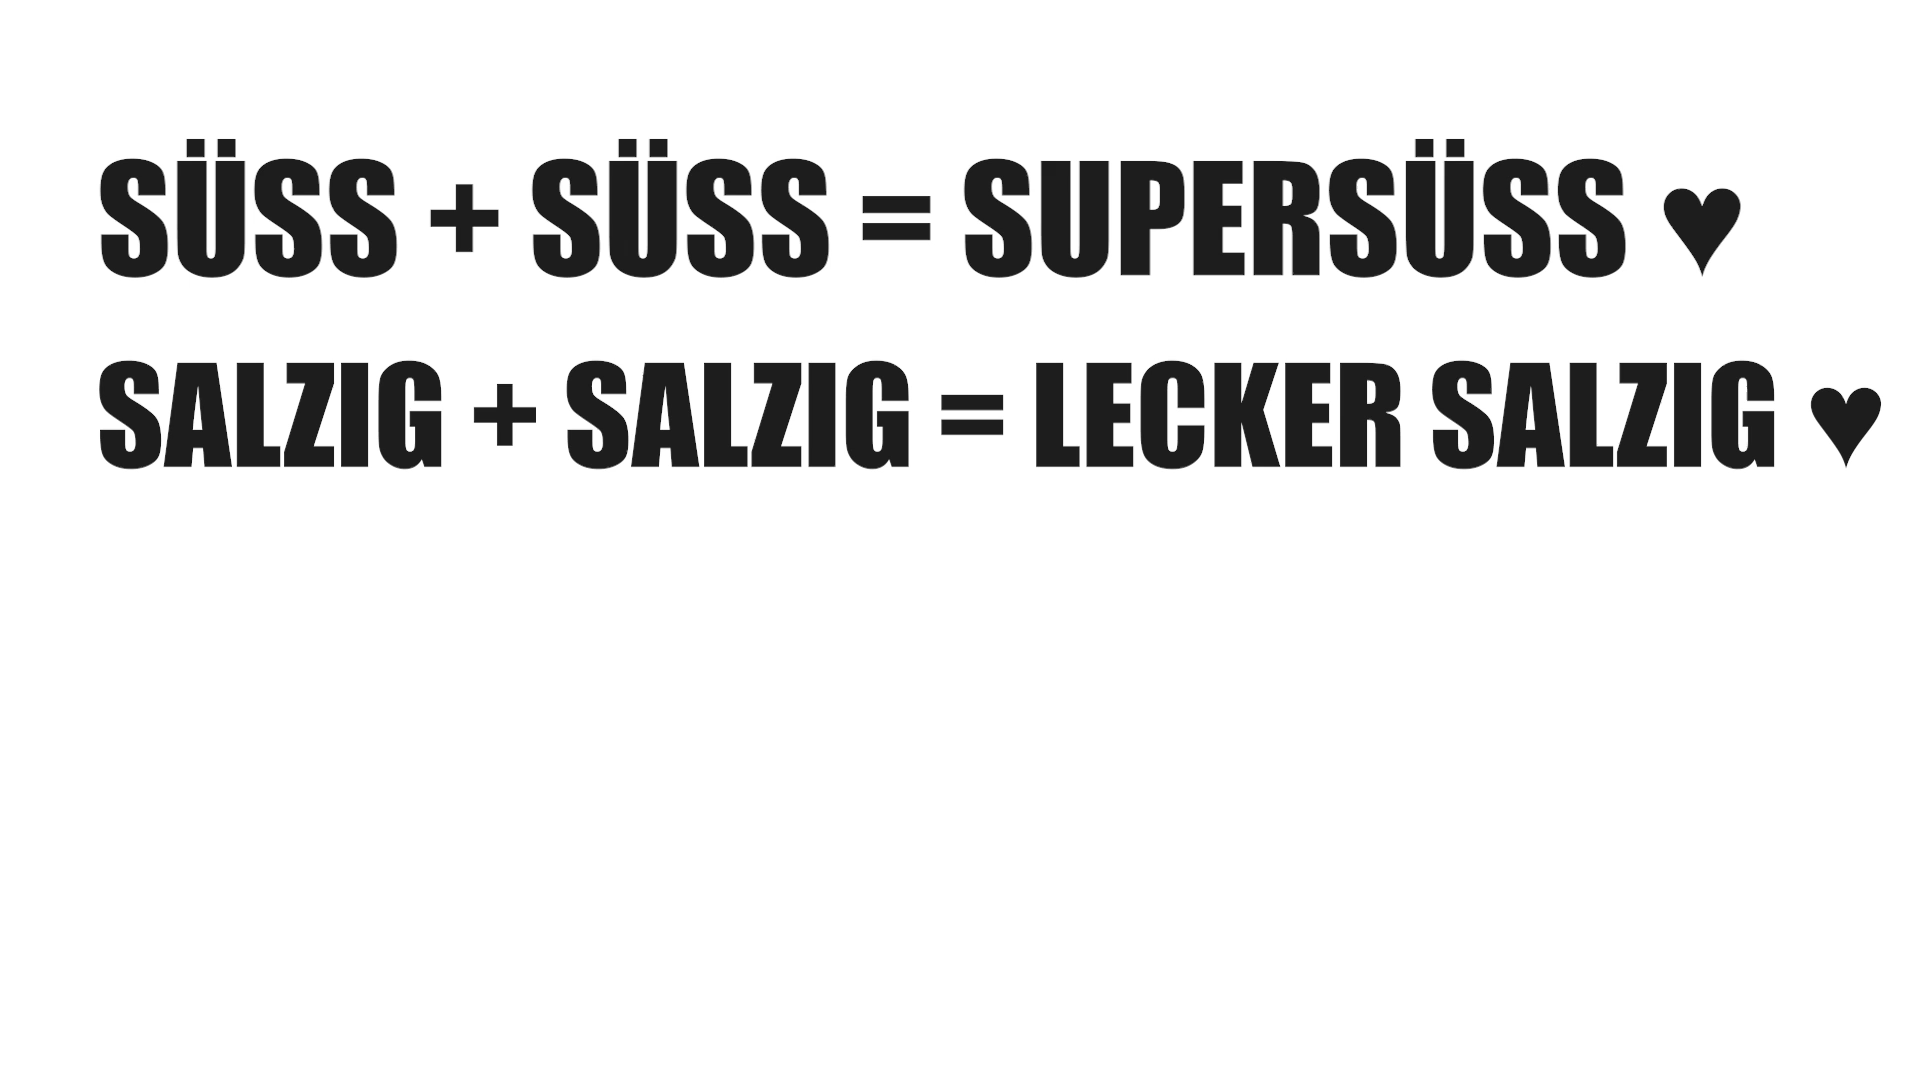 SÜSS + SÜSS = SUPERSÜSS ♥
SALZIG + SALZIG = LECKER SALZIG ♥